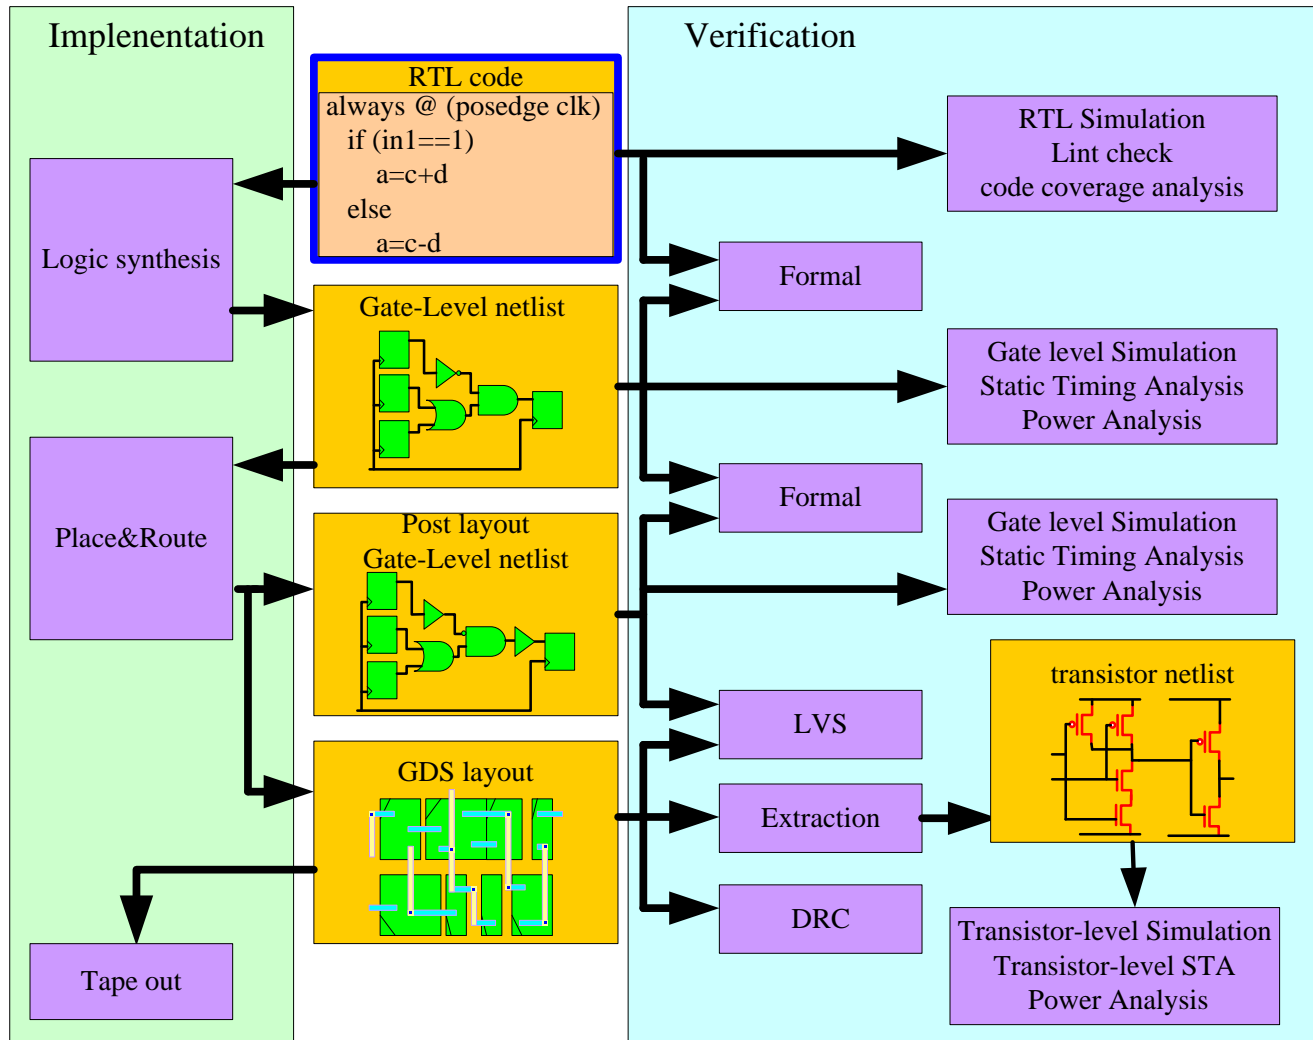 Implenentation
Verification
RTL code
always @ (posedge clk)
if (in1==1)
a=c+d
else
a=c-d
RTL Simulation
Lint check
code coverage analysis
Logic synthesis
Formal
Gate-Level netlist
Gate level Simulation
Static Timing Analysis
Power Analysis
Place&Route
Formal
Post layout
Gate-Level netlist
Gate level Simulation
Static Timing Analysis
Power Analysis
LVS
transistor netlist
GDS layout
Extraction
DRC
Tape out
Transistor-level Simulation
Transistor-level STA
Power Analysis